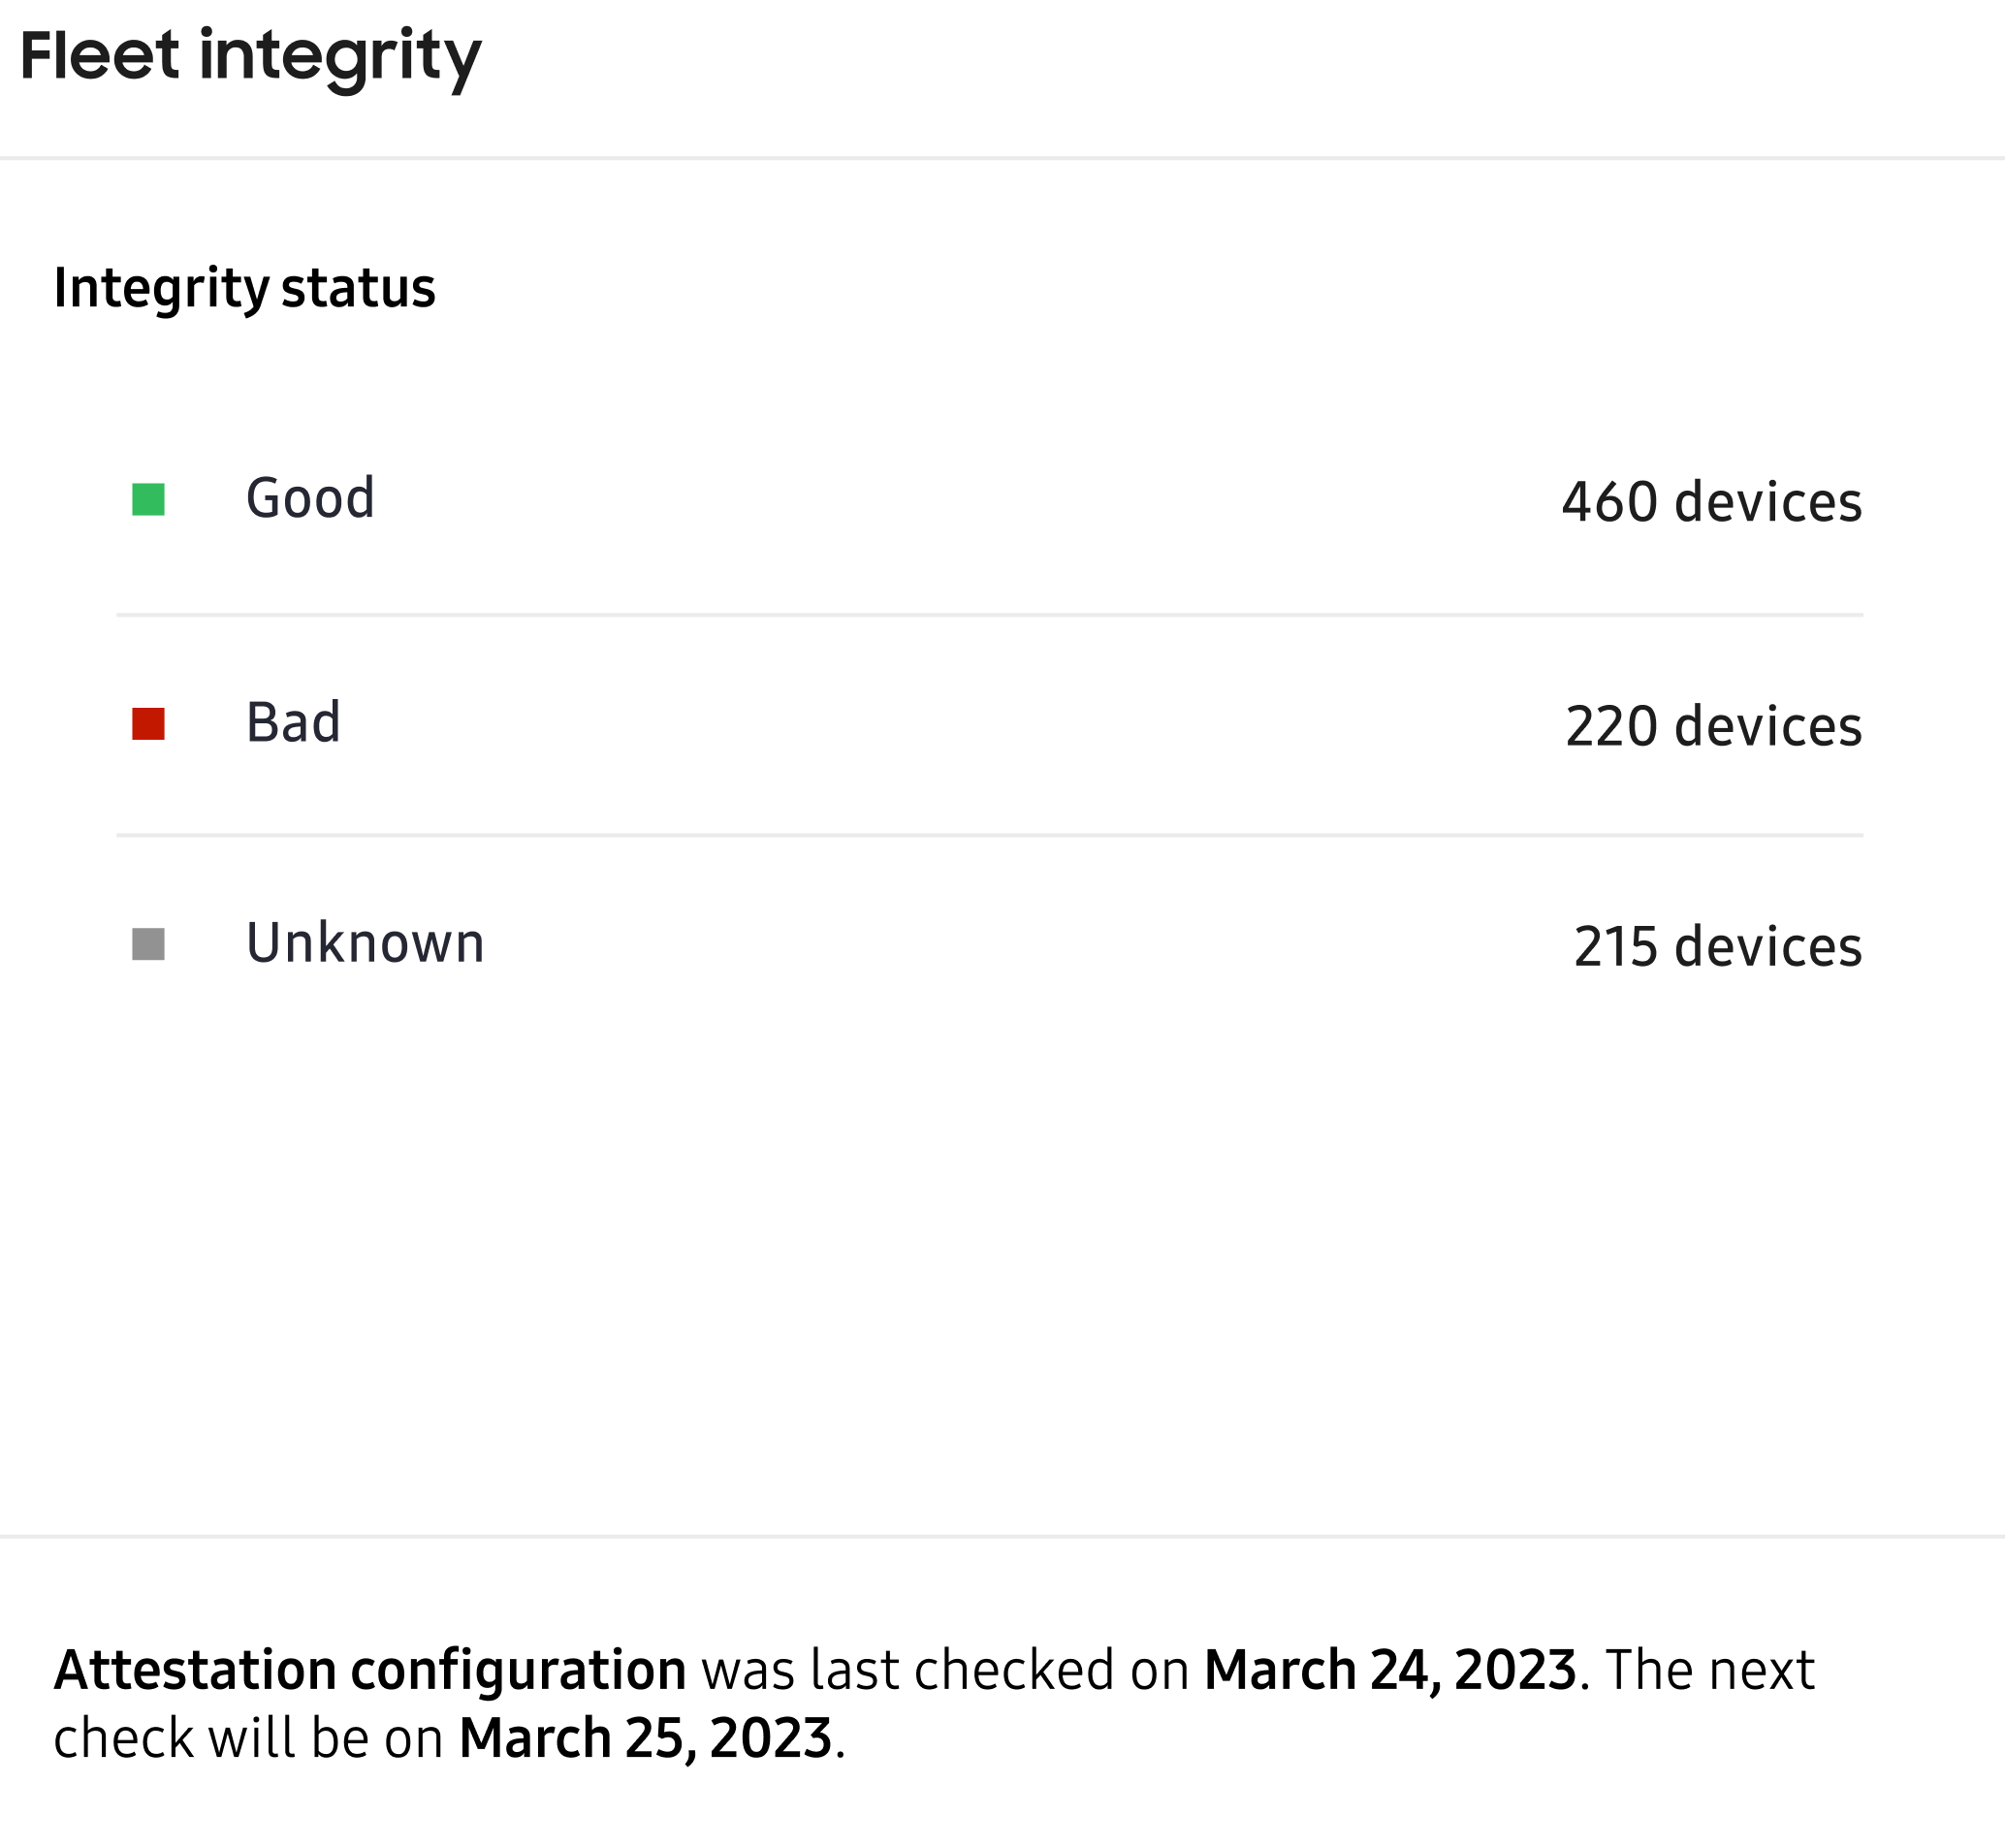 Fleet integrity
Integrity status
Good 460 devices
Bad 220 devices
Unknown 215 devices
Attestation configuration was last checked on March 24, 2023. The next
check will be on March 25, 2023.